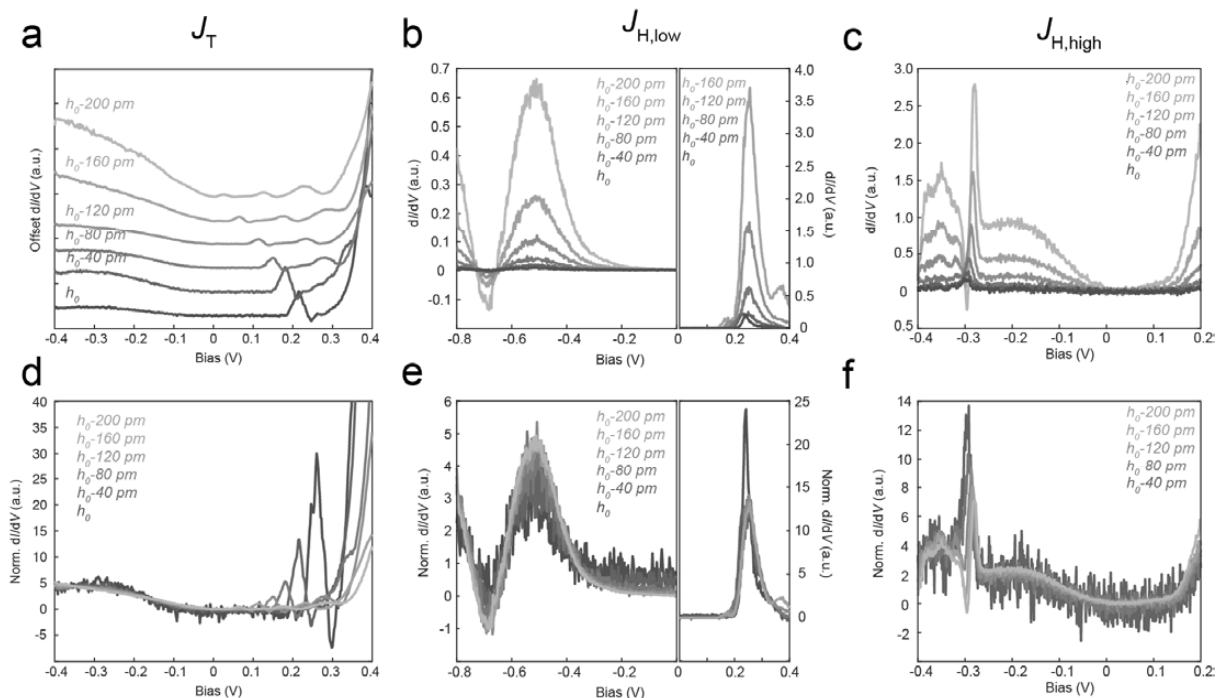 a
J_T
Offset dI/dV (a.u.)
h_0-200 pm
h_0-160 pm
h_0-120 pm
h_0-80 pm
h_0-40 pm
h_0
-0.4 -0.3 -0.2 -0.1 0 0.1 0.2 0.3 0.4
Bias (V)
b
J_H,low
dI/dV (a.u.)
0.7
0.6
0.5
0.4
0.3
0.2
0.1
0
-0.1
h_0-200 pm
h_0-160 pm
h_0-120 pm
h_0-80 pm
h_0-40 pm
h_0
-0.8 -0.6 -0.4 -0.2 0 0.2 0.4
Bias (V)
h_0-160 pm
h_0-120 pm
h_0-80 pm
h_0-40 pm
h_0
4.0
3.5
3.0
2.5
2.0
1.5
1.0
0.5
0
dI/dV (a.u.)
c
J_H,high
dI/dV (a.u.)
3.0
2.5
2.0
1.5
1.0
0.5
0.0
0.5
h_0-200 pm
h_0-160 pm
h_0-120 pm
h_0-80 pm
h_0-40 pm
h_0
-0.4 -0.3 -0.2 -0.1 0 0.1 0.2
Bias (V)
d
Norm. dI/dV (a.u.)
40
35
30
25
20
15
10
5
0
-5
h_0-200 pm
h_0-160 pm
h_0-120 pm
h_0-80 pm
h_0-40 pm
h_0
-0.4 -0.3 -0.2 -0.1 0 0.1 0.2 0.3 0.4
Bias (V)
e
Norm. dI/dV (a.u.)
6
5
4
3
2
1
0
-1
h_0-200 pm
h_0-160 pm
h_0-120 pm
h_0-80 pm
h_0-40 pm
h_0
-0.8 -0.6 -0.4 -0.2 0 0.2 0.4
Bias (V)
24
20
15
10
5
0
Norm. dI/dV (a.u.)
f
Norm. dI/dV (a.u.)
14
12
10
8
6
4
2
0
-2
h_0-200 pm
h_0-160 pm
h_0-120 pm
h_0-80 pm
h_0-40 pm
-0.4 -0.3 -0.2 -0.1 0 0.1 0.2
Bias (V)